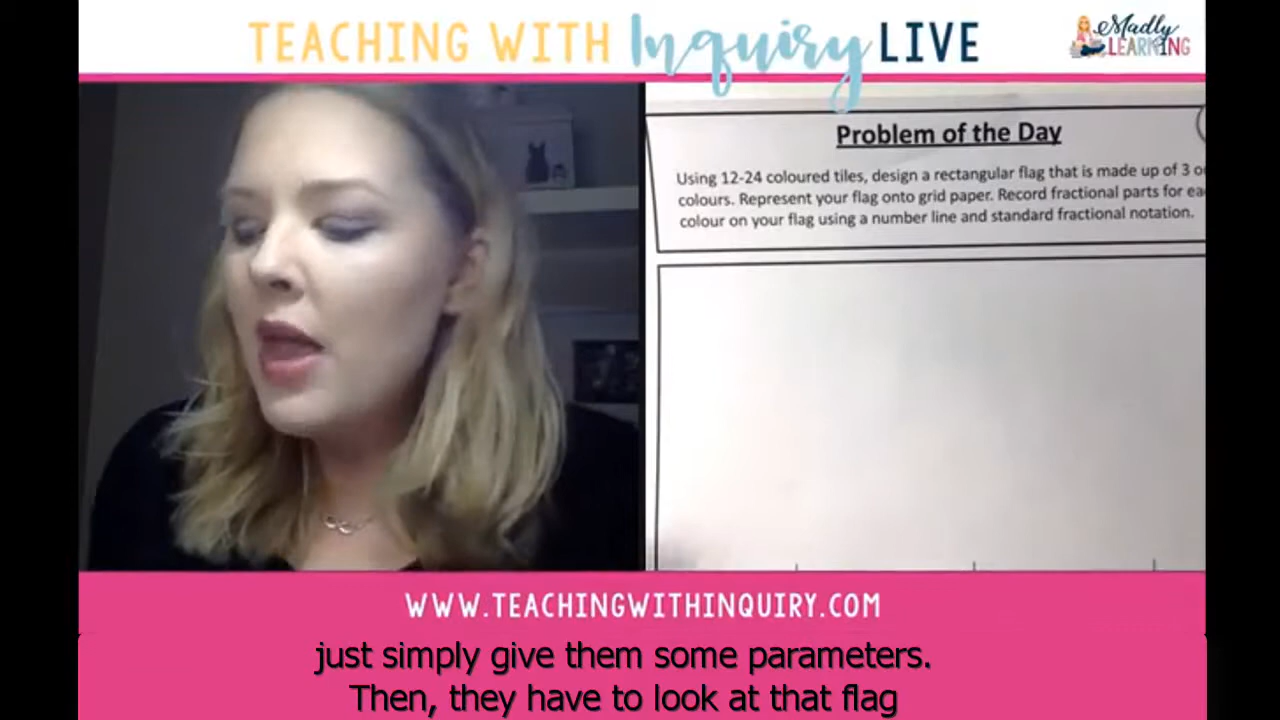 TEACHING WITH Inquiry LIVE
Madly
LEARNING
Problem of the Day
Using 12-24 coloured tiles, design a rectangular flag that is made up of 3 o
colours. Represent your flag onto grid paper. Record fractional parts for ea
colour on your flag using a number line and standard fractional notation.
WWW.TEACHINGWITHINQUIRY.COM
just simply give them some parameters.
Then, they have to look at that flag